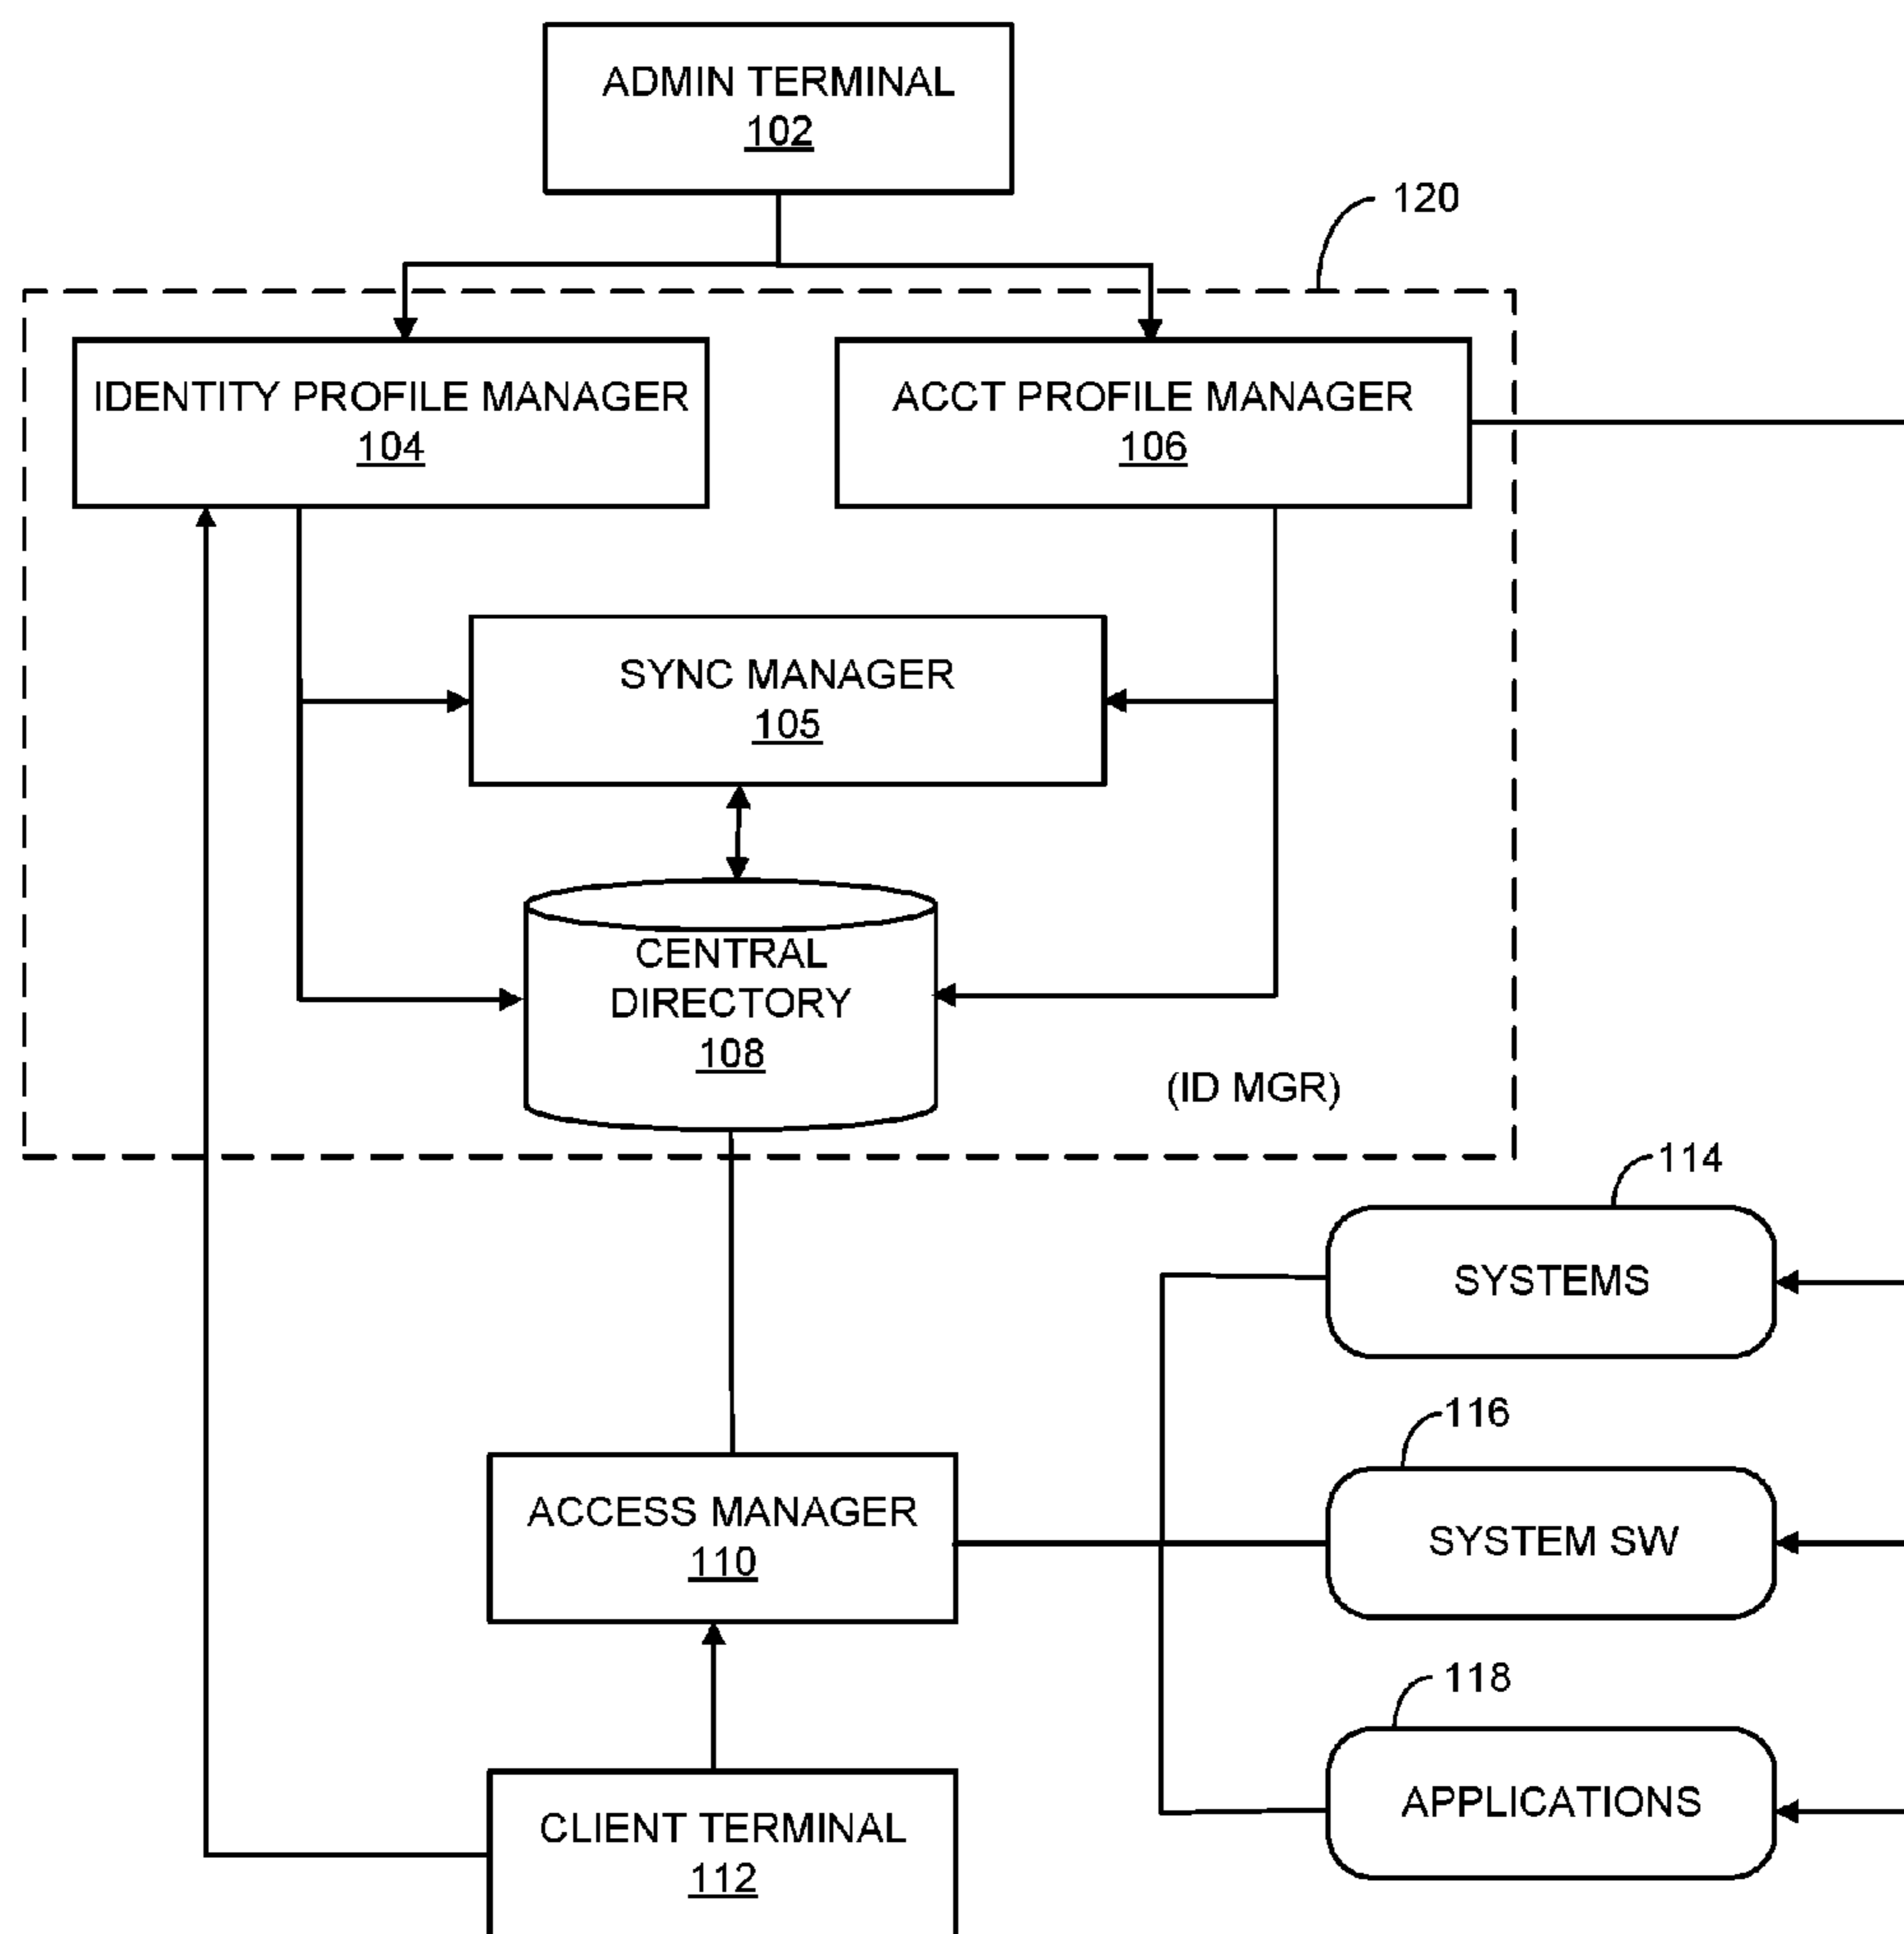 ADMIN TERMINAL
102
120
IDENTITY PROFILE MANAGER
104
ACCT PROFILE MANAGER
106
SYNC MANAGER
105
CENTRAL
DIRECTORY
108
(ID MGR)
114
SYSTEMS
116
ACCESS MANAGER
110
SYSTEM SW
118
APPLICATIONS
CLIENT TERMINAL
112